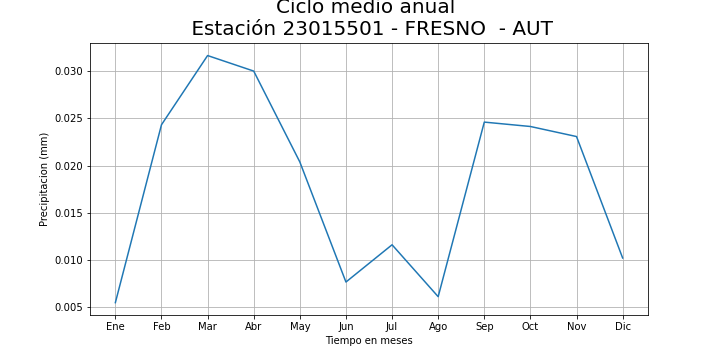 Ciclo medio anual
Estación 23015501 - FRESNO  - AUT
0.030
0.025
0.020
0.015
0.010
0.005
Precipitacion (mm)
Ene Feb Mar Abr May Jun Jul Ago Sep Oct Nov Dic
Tiempo en meses